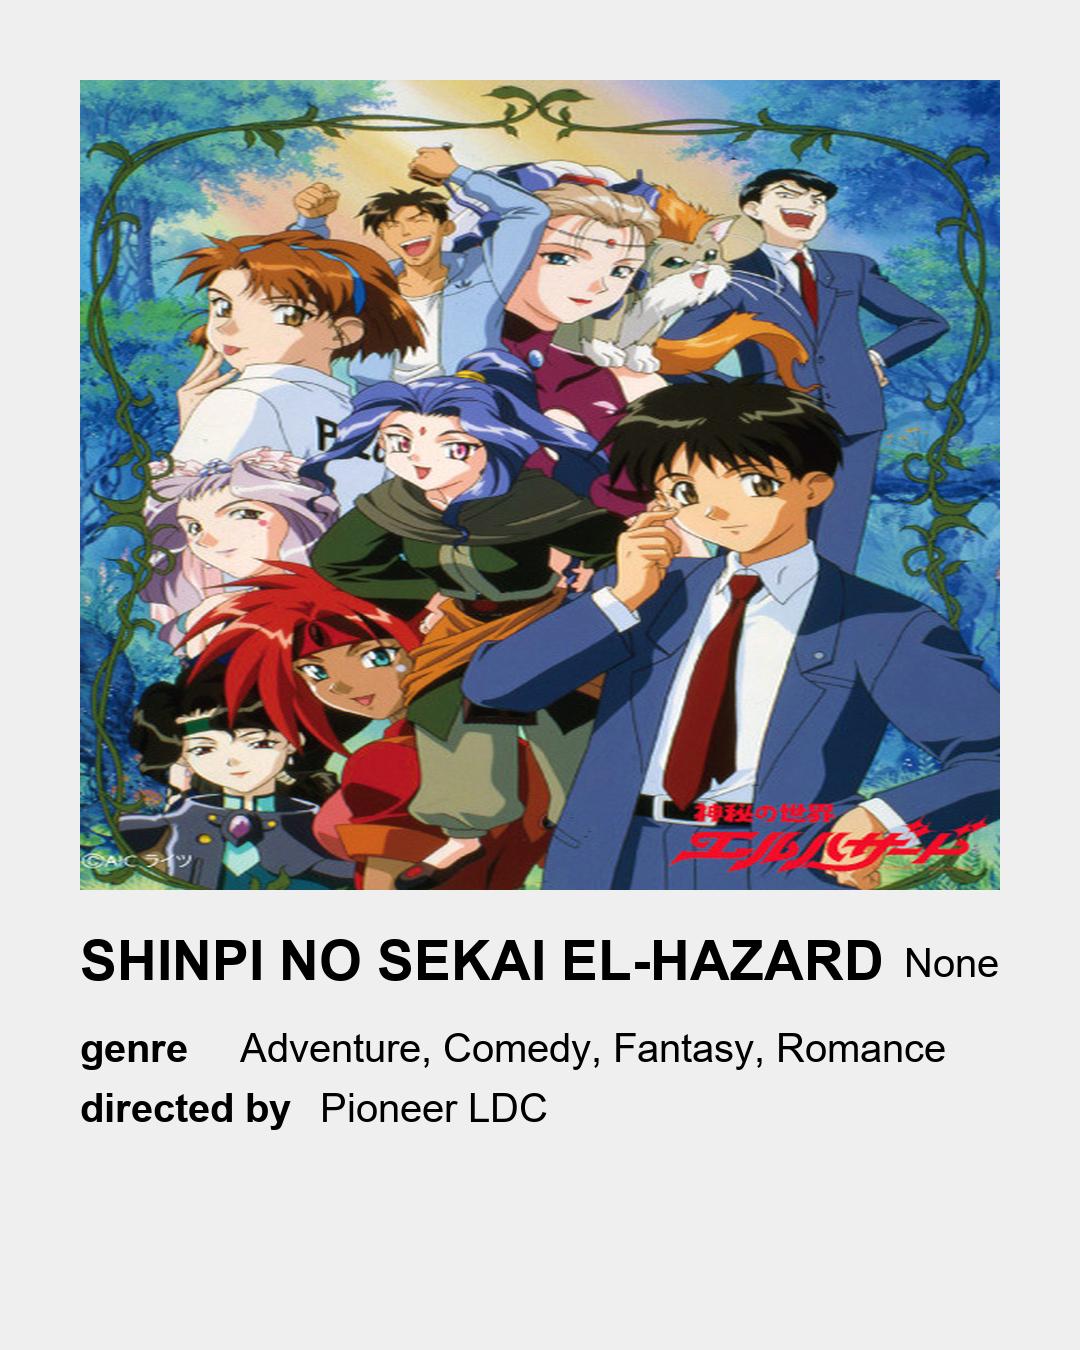 神秘の世界
エルハザード
©AIC ライツ
SHINPI NO SEKAI EL-HAZARD None
genre Adventure, Comedy, Fantasy, Romance
directed by Pioneer LDC